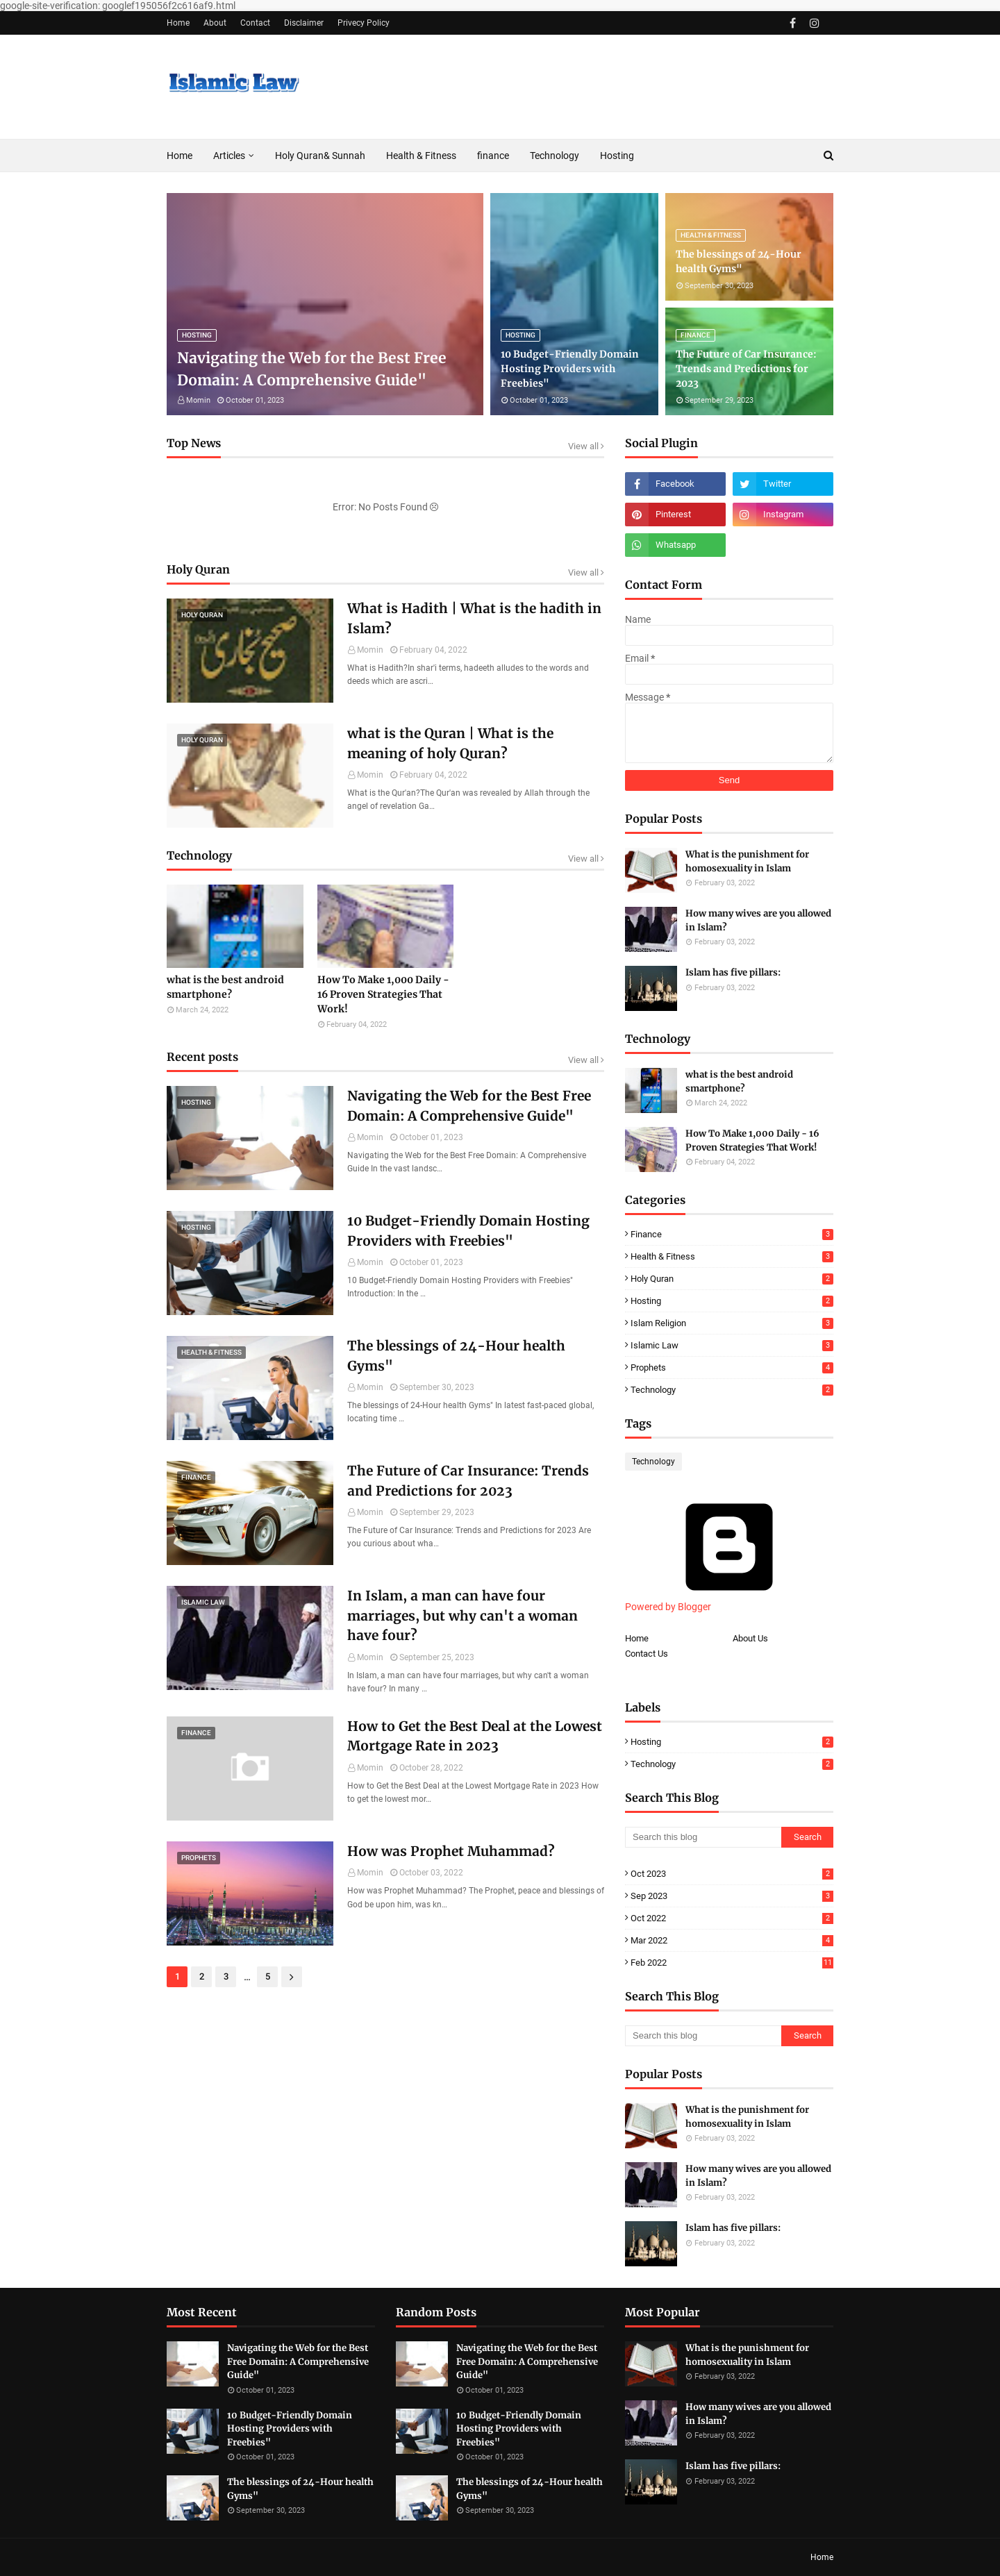 google-site-verification: googlef195056f2c616af9.html
Home About Contact Disclaimer Privecy Policy
Islamic Law
Home Articles Holy Quran& Sunnah Health & Fitness finance Technology Hosting
HOSTING
Navigating the Web for the Best Free
Domain: A Comprehensive Guide"
Momin October 01, 2023
HOSTING
10 Budget-Friendly Domain
Hosting Providers with
Freebies"
October 01, 2023
HEALTH & FITNESS
The blessings of 24-Hour
health Gyms"
September 30, 2023
FINANCE
The Future of Car Insurance:
Trends and Predictions for
2023
September 29, 2023
Top News
View all
Error: No Posts Found
Holy Quran
View all
HOLY QURAN
What is Hadith | What is the hadith in
Islam?
Momin February 04, 2022
What is Hadith?In shar'i terms, hadeeth alludes to the words and
deeds which are ascri…
HOLY QURAN
what is the Quran | What is the
meaning of holy Quran?
Momin February 04, 2022
What is the Qur'an?The Qur'an was revealed by Allah through the
angel of revelation Ga…
Technology
View all
what is the best android
smartphone?
March 24, 2022
How To Make 1,000 Daily -
16 Proven Strategies That
Work!
February 04, 2022
Recent posts
View all
HOSTING
Navigating the Web for the Best Free
Domain: A Comprehensive Guide"
Momin October 01, 2023
Navigating the Web for the Best Free Domain: A Comprehensive
Guide In the vast landsc…
HOSTING
10 Budget-Friendly Domain Hosting
Providers with Freebies"
Momin October 01, 2023
10 Budget-Friendly Domain Hosting Providers with Freebies"
Introduction: In the …
HEALTH & FITNESS
The blessings of 24-Hour health
Gyms"
Momin September 30, 2023
The blessings of 24-Hour health Gyms" In latest fast-paced global,
locating time …
FINANCE
The Future of Car Insurance: Trends
and Predictions for 2023
Momin September 29, 2023
The Future of Car Insurance: Trends and Predictions for 2023 Are
you curious about wha…
ISLAMIC LAW
In Islam, a man can have four
marriages, but why can't a woman
have four?
Momin September 25, 2023
In Islam, a man can have four marriages, but why can't a woman
have four? In many …
FINANCE
How to Get the Best Deal at the Lowest
Mortgage Rate in 2023
Momin October 28, 2022
How to Get the Best Deal at the Lowest Mortgage Rate in 2023 How
to get the lowest mor…
PROPHETS
How was Prophet Muhammad?
Momin October 03, 2022
How was Prophet Muhammad? The Prophet, peace and blessings of
God be upon him, was kn…
1 2 3 … 5
Social Plugin
Facebook Twitter
Pinterest Instagram
Whatsapp
Contact Form
Name
Email *
Message *
Send
Popular Posts
What is the punishment for
homosexuality in Islam
February 03, 2022
How many wives are you allowed
in Islam?
February 03, 2022
Islam has five pillars:
February 03, 2022
Technology
what is the best android
smartphone?
March 24, 2022
How To Make 1,000 Daily - 16
Proven Strategies That Work!
February 04, 2022
Categories
Finance 3
Health & Fitness 3
Holy Quran 2
Hosting 2
Islam Religion 3
Islamic Law 3
Prophets 4
Technology 2
Tags
Technology
Powered by Blogger
Home About Us
Contact Us
Labels
Hosting 2
Technology 2
Search This Blog
Search this blog Search
Oct 2023 2
Sep 2023 3
Oct 2022 2
Mar 2022 4
Feb 2022 11
Search This Blog
Search this blog Search
Popular Posts
What is the punishment for
homosexuality in Islam
February 03, 2022
How many wives are you allowed
in Islam?
February 03, 2022
Islam has five pillars:
February 03, 2022
Most Recent
Navigating the Web for the Best
Free Domain: A Comprehensive
Guide"
October 01, 2023
10 Budget-Friendly Domain
Hosting Providers with
Freebies"
October 01, 2023
The blessings of 24-Hour health
Gyms"
September 30, 2023
Random Posts
Navigating the Web for the Best
Free Domain: A Comprehensive
Guide"
October 01, 2023
10 Budget-Friendly Domain
Hosting Providers with
Freebies"
October 01, 2023
The blessings of 24-Hour health
Gyms"
September 30, 2023
Most Popular
What is the punishment for
homosexuality in Islam
February 03, 2022
How many wives are you allowed
in Islam?
February 03, 2022
Islam has five pillars:
February 03, 2022
Home